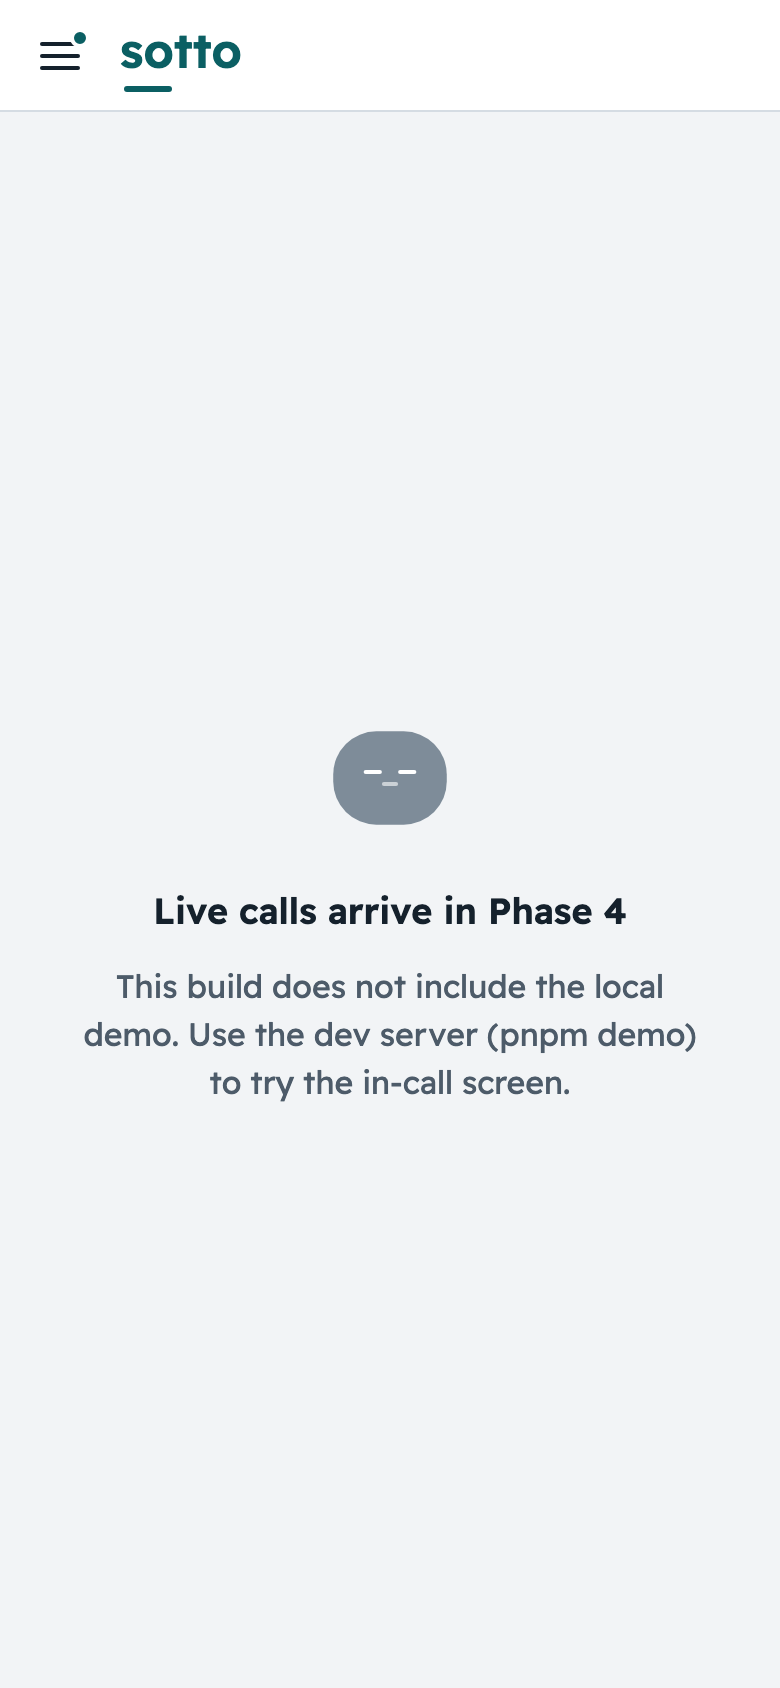 sotto
Live calls arrive in Phase 4
This build does not include the local
demo. Use the dev server (pnpm demo)
to try the in-call screen.